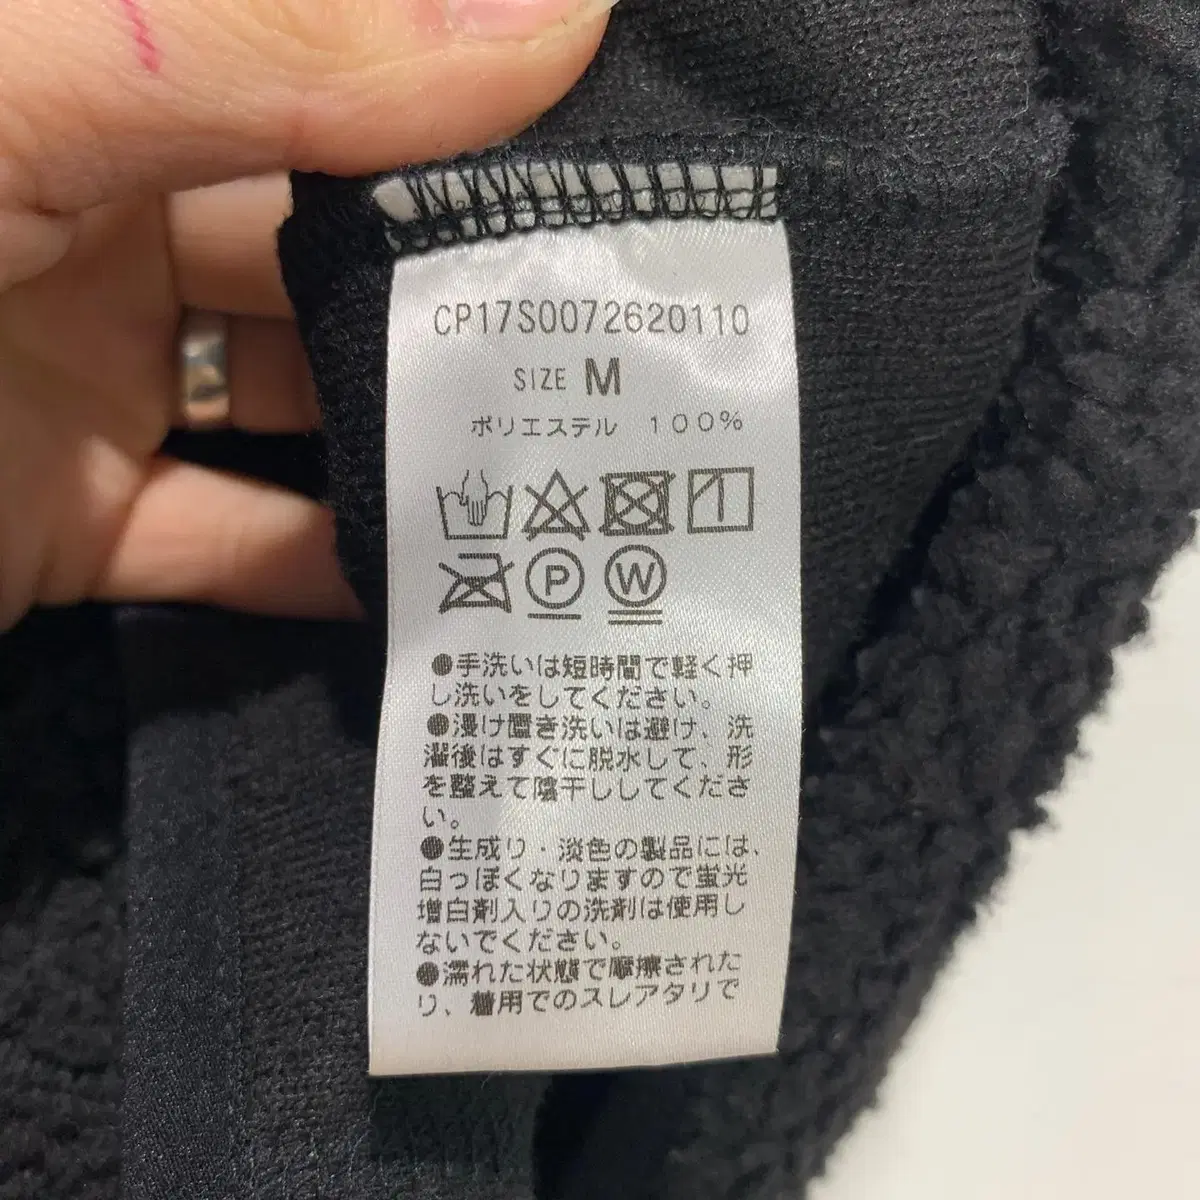 CP17S0072620110
SIZE M
ポリエステル 100%
P W
●手洗いは短時間で軽く押
し洗いをしてください。
●浸け置き洗いは避け、洗
濯後はすぐに脱水して、形
を整えて陰干ししてくださ
い。
●生成り・淡色の製品には、
白っぽくなりますので蛍光
増白剤入りの洗剤は使用し
ないでください。
●濡れた状態で摩擦された
り、着用でのスレアタリで